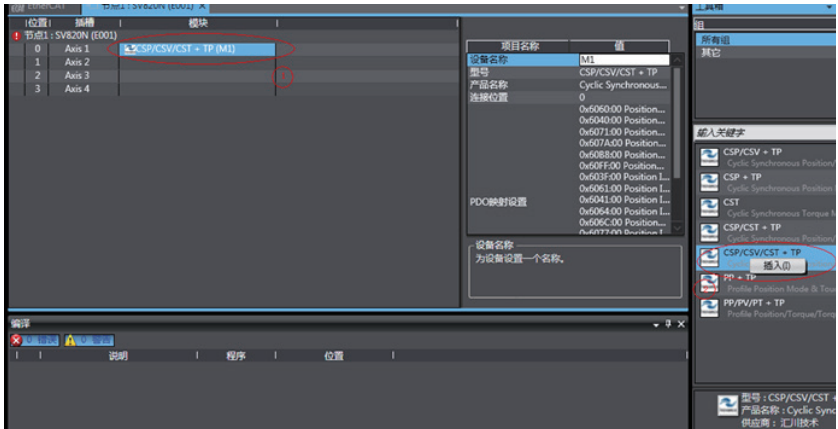 EtherCAT
节点1 : SV820N (E001) X
工具箱
位置 插槽 模块
节点1 : SV820N (E001)
0 Axis 1 CSP/CSV/CST + TP (M1)
1 Axis 2
2 Axis 3
3 Axis 4
1
项目名称 值
设备名称 M1
型号 CSP/CSV/CST + TP
产品名称 Cyclic Synchronous...
连接位置 0
PDO映射设置
0x6060:00 Position...
0x6040:00 Position...
0x6071:00 Position...
0x607A:00 Position...
0x60B8:00 Position...
0x60FF:00 Position...
0x603F:00 Position I...
0x6061:00 Position I...
0x6041:00 Position I...
0x6064:00 Position I...
0x606C:00 Position...
0x6077:00 Position I
设备名称
为设备设置一个名称。
组
所有组
其它
输入关键字
CSP/CSV + TP
Cyclic Synchronous Position/
CSP + TP
Cyclic Synchronous Position
CST
Cyclic Synchronous Torque M
CSP/CST + TP
Cyclic Synchronous Position/
CSP/CSV/CST + TP
插入(I)
PP + TP
Profile Position Mode & Touc
PP/PV/PT + TP
Profile Position/Torque/Torq
型号 : CSP/CSV/CST +
产品名称 : Cyclic Sync
供应商 : 汇川技术
编译
0 错误 0 警告
说明 程序 位置